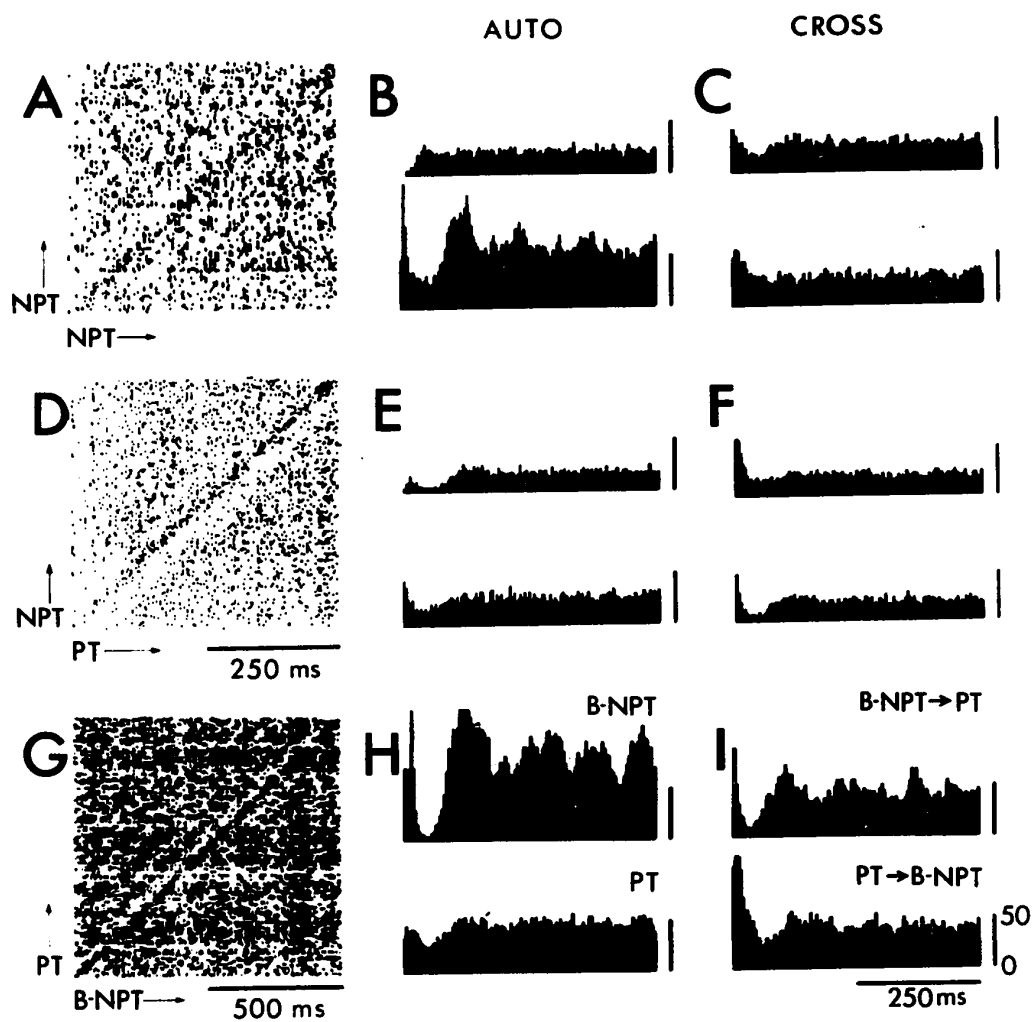 AUTO
CROSS
A
B
C
NPT
NPT
D
E
F
NPT
PT
250 ms
G
H
I
B-NPT
B-NPT→PT
PT
PT→B-NPT
50
0
PT
B-NPT
500 ms
250ms